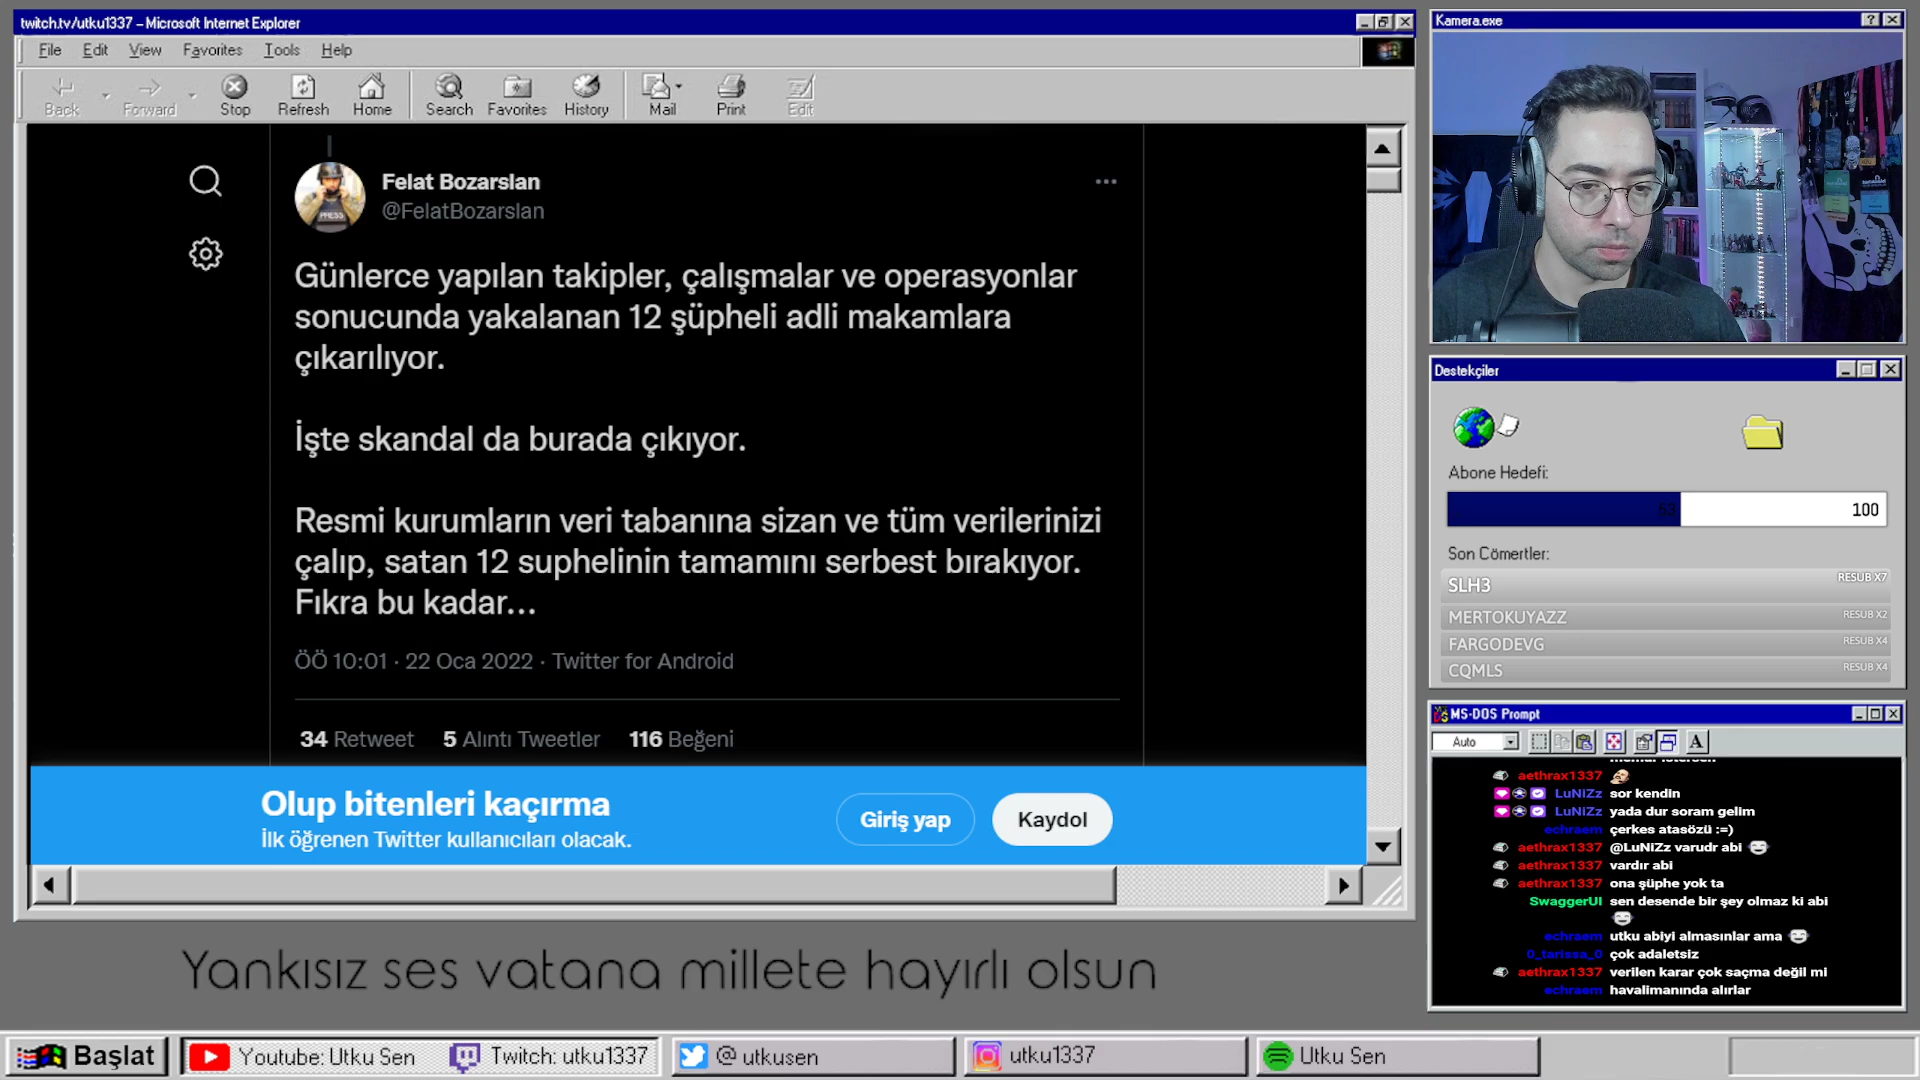 twitch.tv/utku1337 – Microsoft Internet Explorer
File Edit View Favorites Tools Help
Back Forward Stop Refresh Home Search Favorites History Mail Print Edit
Felat Bozarslan
@FelatBozarslan
PRESS
Günlerce yapılan takipler, çalışmalar ve operasyonlar
sonucunda yakalanan 12 şüpheli adli makamlara
çıkarılıyor.
İşte skandal da burada çıkıyor.
Resmi kurumların veri tabanına sizan ve tüm verilerinizi
çalıp, satan 12 suphelinin tamamını serbest bırakıyor.
Fıkra bu kadar...
ÖÖ 10:01 · 22 Oca 2022 · Twitter for Android
34 Retweet 5 Alıntı Tweetler 116 Beğeni
Olup bitenleri kaçırma
İlk öğrenen Twitter kullanıcıları olacak.
Giriş yap Kaydol
Yankısız ses vatana millete hayırlı olsun
Kamera.exe
Destekçiler
Abone Hedefi:
53 100
Son Cömertler:
SLH3 RESUB X7
MERTOKUYAZZ RESUB X2
FARGODEVG RESUB X4
CQMLS RESUB X4
MS-DOS Prompt
Auto
A
aethrax1337
LuNiZz sor kendin
LuNiZz yada dur soram gelim
echraem çerkes atasözü :=)
aethrax1337 @LuNiZz varudr abi
aethrax1337 vardır abi
aethrax1337 ona şüphe yok ta
SwaggerUI sen desende bir şey olmaz ki abi
echraem utku abiyi almasınlar ama
0_tarissa_0 çok adaletsiz
aethrax1337 verilen karar çok saçma değil mi
echraem havalimanında alırlar
Başlat Youtube: Utku Sen Twitch: utku1337 @utkusen utku1337 Utku Sen